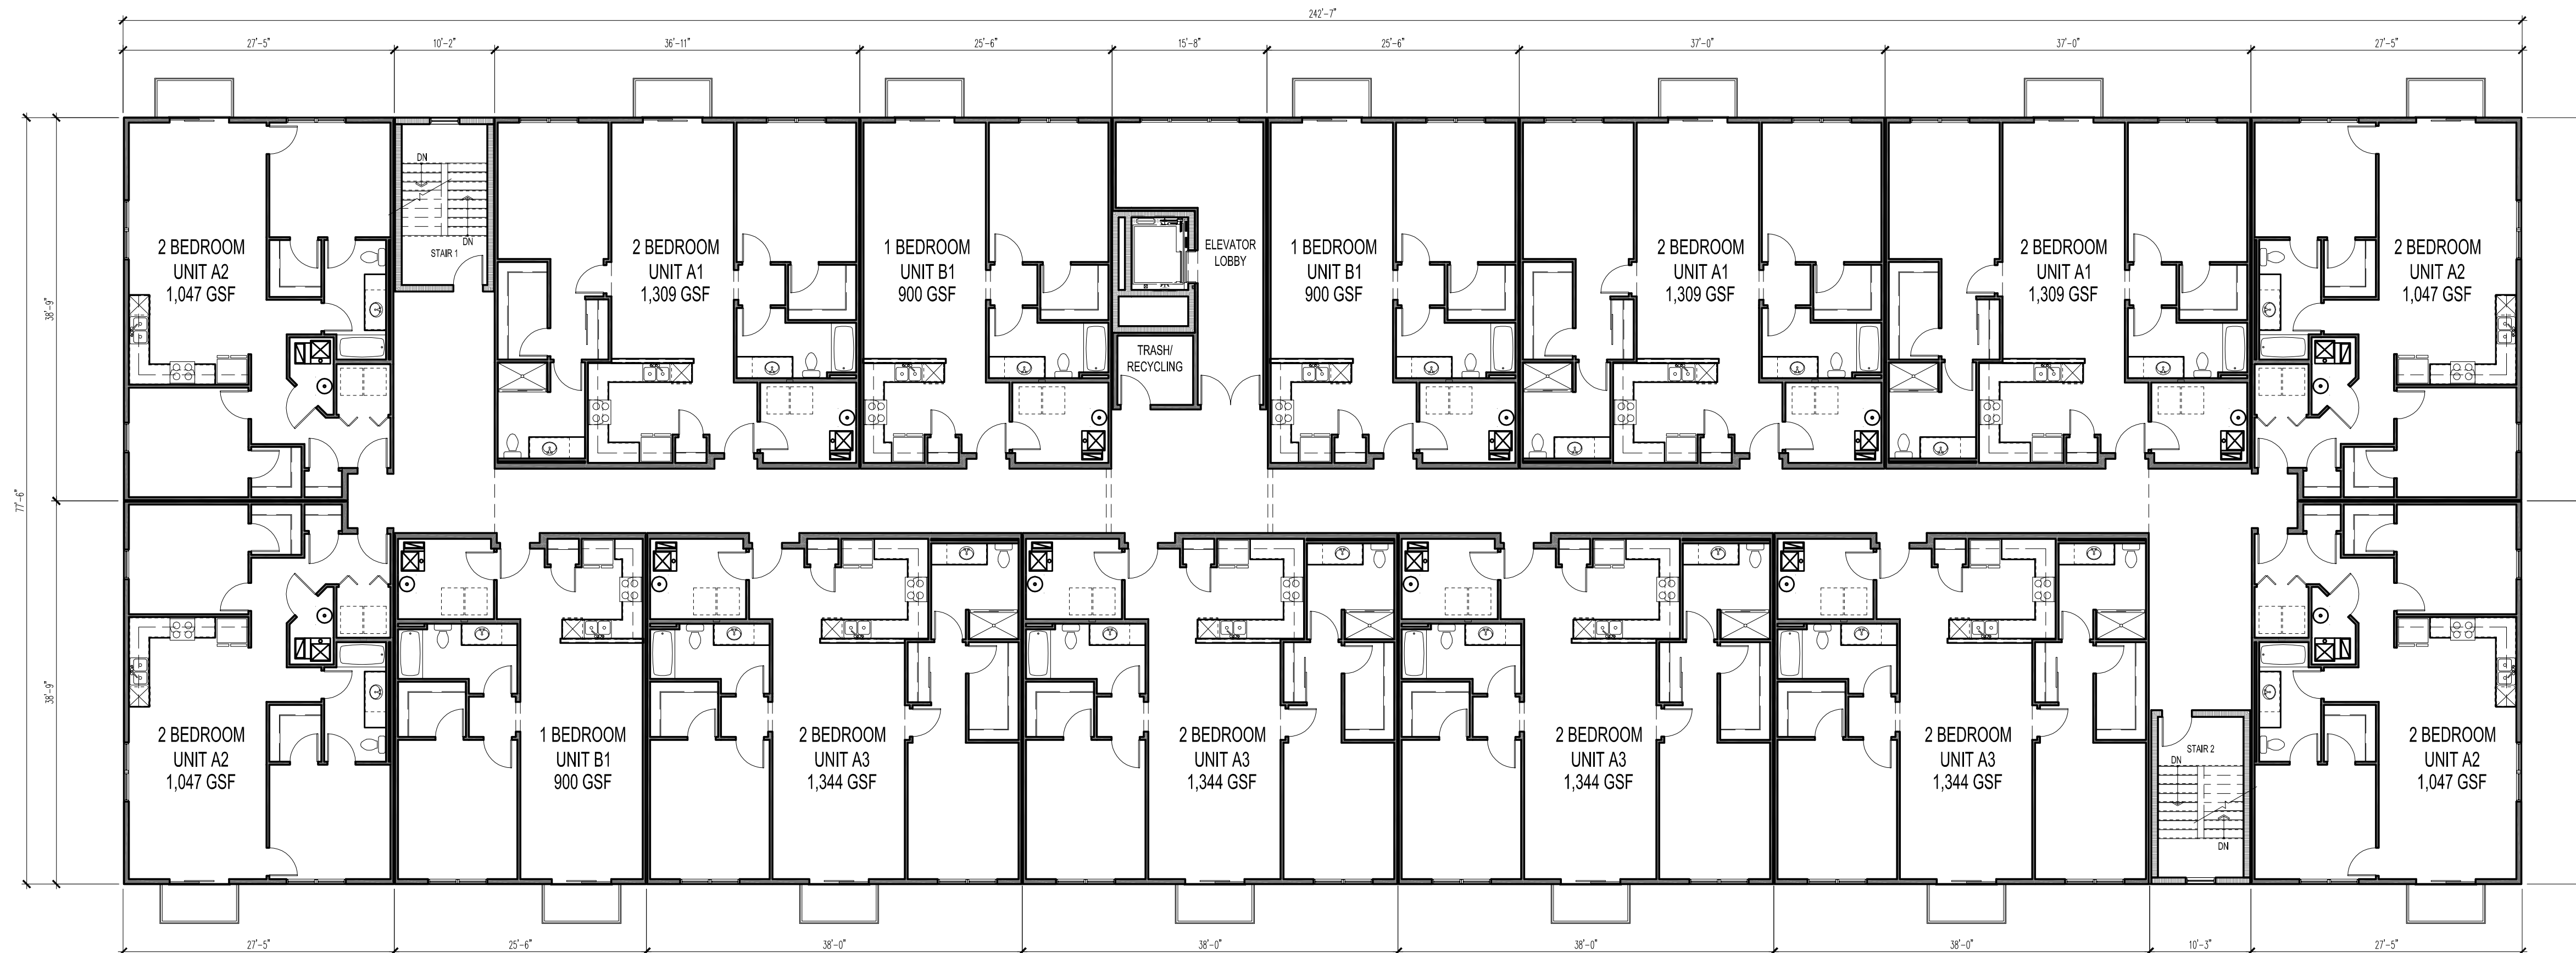 242'-7"
27'-5"
10'-2"
36'-11"
25'-6"
15'-8"
25'-6"
37'-0"
37'-0"
27'-5"
77'-6"
38'-9"
38'-9"
2 BEDROOM
UNIT A2
1,047 GSF
DN
DN
STAIR 1
2 BEDROOM
UNIT A1
1,309 GSF
1 BEDROOM
UNIT B1
900 GSF
ELEVATOR
LOBBY
TRASH/
RECYCLING
1 BEDROOM
UNIT B1
900 GSF
2 BEDROOM
UNIT A1
1,309 GSF
2 BEDROOM
UNIT A1
1,309 GSF
2 BEDROOM
UNIT A2
1,047 GSF
2 BEDROOM
UNIT A2
1,047 GSF
1 BEDROOM
UNIT B1
900 GSF
2 BEDROOM
UNIT A3
1,344 GSF
2 BEDROOM
UNIT A3
1,344 GSF
2 BEDROOM
UNIT A3
1,344 GSF
2 BEDROOM
UNIT A3
1,344 GSF
STAIR 2
DN
DN
2 BEDROOM
UNIT A2
1,047 GSF
27'-5"
25'-6"
38'-0"
38'-0"
38'-0"
38'-0"
10'-3"
27'-5"